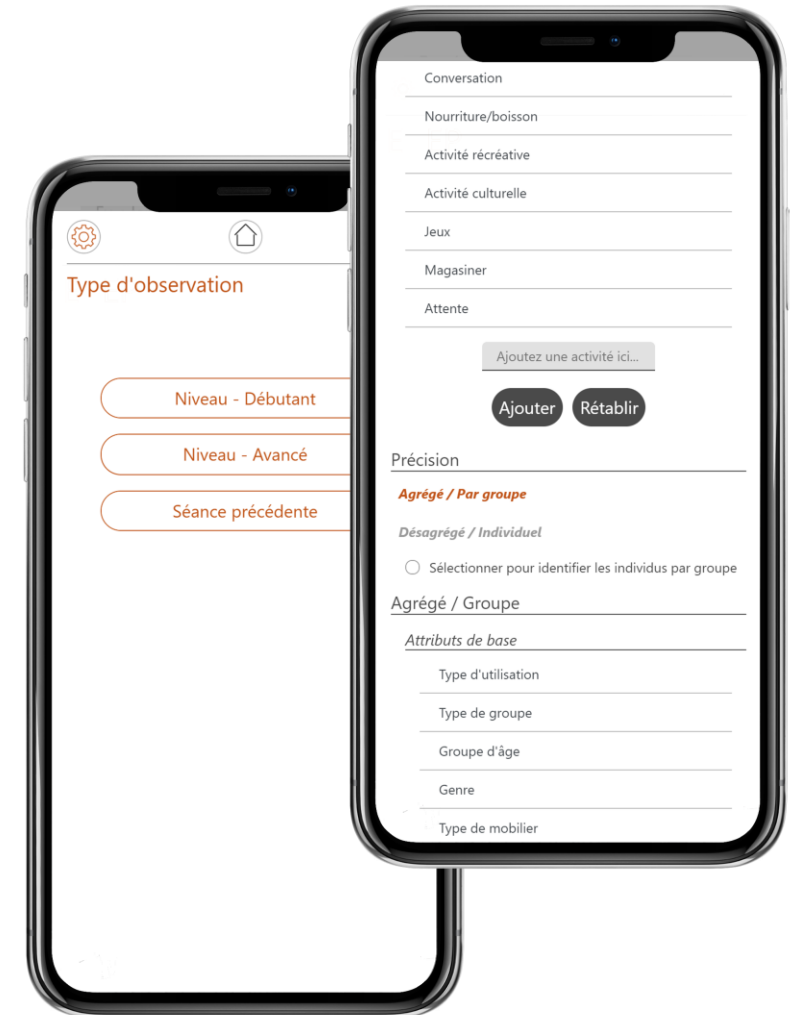 Type d'observation
Niveau - Débutant
Niveau - Avancé
Séance précédente
Conversation
Nourriture/boisson
Activité récréative
Activité culturelle
Jeux
Magasiner
Attente
Ajoutez une activité ici...
Ajouter Rétablir
Précision
Agrégé / Par groupe
Désagrégé / Individuel
Sélectionner pour identifier les individus par groupe
Agrégé / Groupe
Attributs de base
Type d'utilisation
Type de groupe
Groupe d'âge
Genre
Type de mobilier